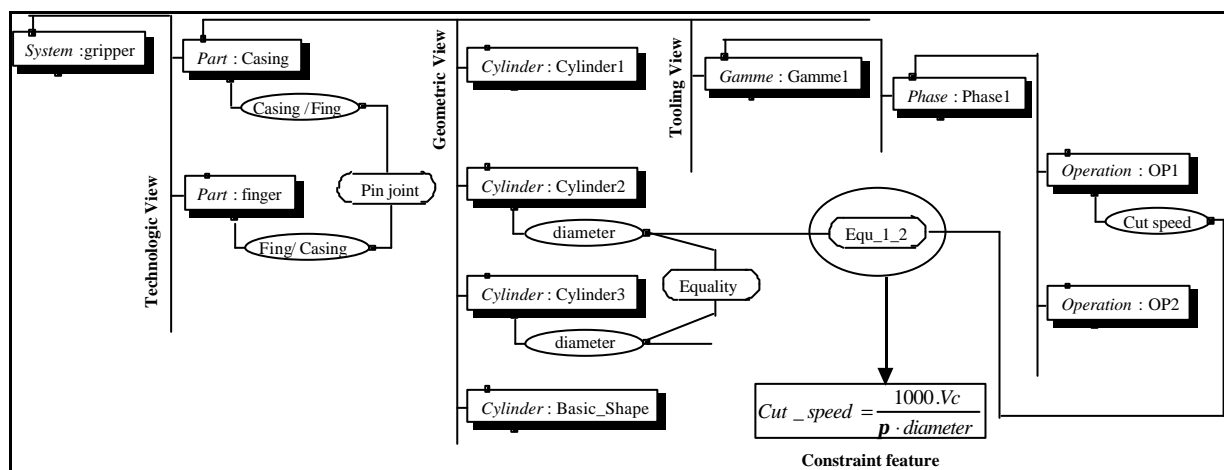 System :gripper
Technologic View
Part : Casing
Casing /Fing
Pin joint
Part : finger
Fing/ Casing
Geometric View
Cylinder : Cylinder1
Cylinder : Cylinder2
diameter
Equality
Cylinder : Cylinder3
diameter
Cylinder : Basic_Shape
Tooling View
Gamme : Gamme1
Phase : Phase1
Operation : OP1
Cut speed
Operation : OP2
Equ_1_2
Cut _ speed = 1000 .Vc / p · diameter
Constraint feature